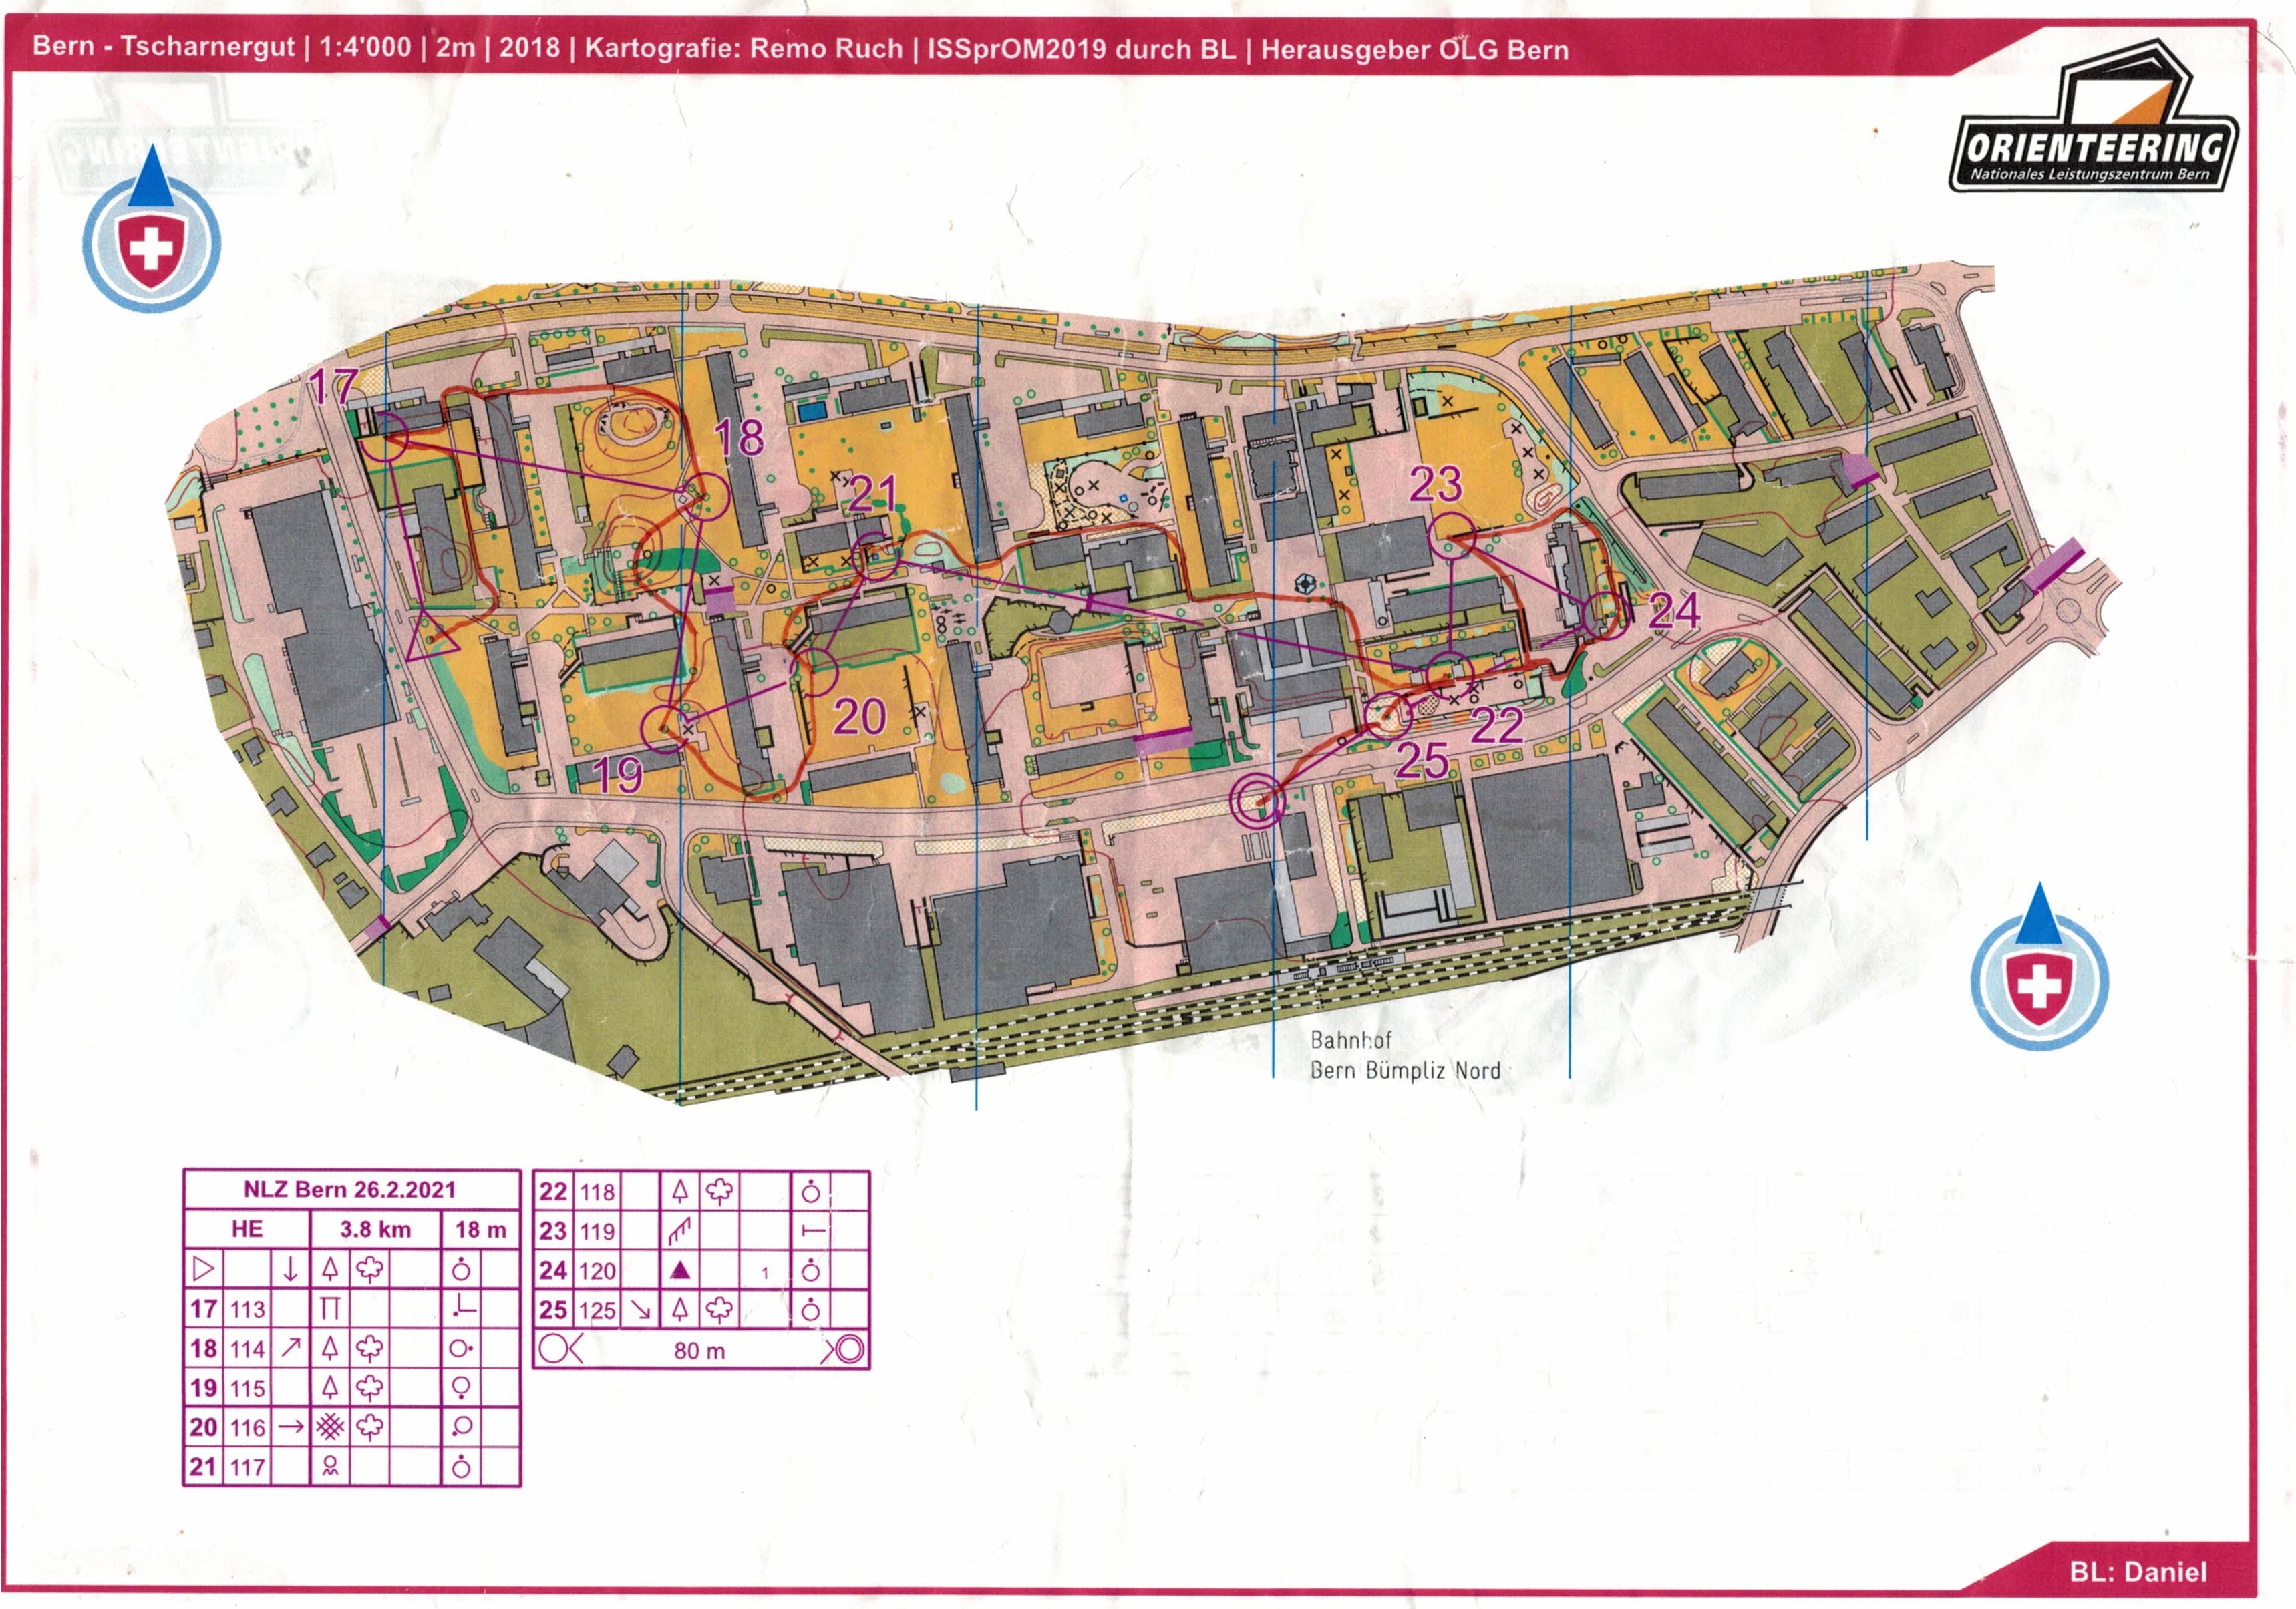 Bern - Tscharnergut | 1:4'000 | 2m | 2018 | Kartografie: Remo Ruch | ISSprOM2019 durch BL | Herausgeber OLG Bern
ORIENTEERING
Nationales Leistungszentrum Bern
17
18
21
23
24
20
22
19
25
Bahnhof
Bern Bümpliz Nord
NLZ Bern 26.2.2021
HE 3.8 km 18 m
17 113
18 114
19 115
20 116
21 117
22 118
23 119
24 120 1
25 125
80 m
BL: Daniel